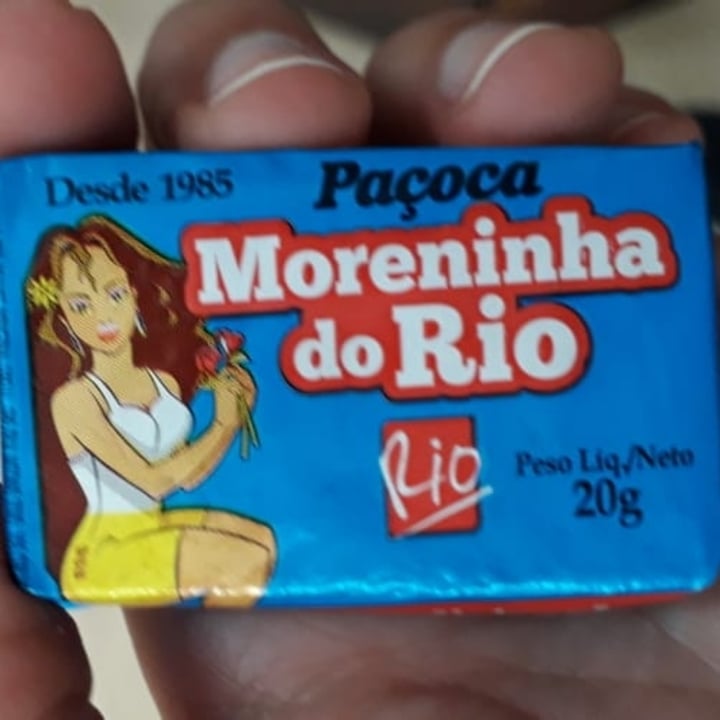 Desde 1985
Paçoca
Moreninha
do Rio
Rio
Peso Líq./Neto
20g